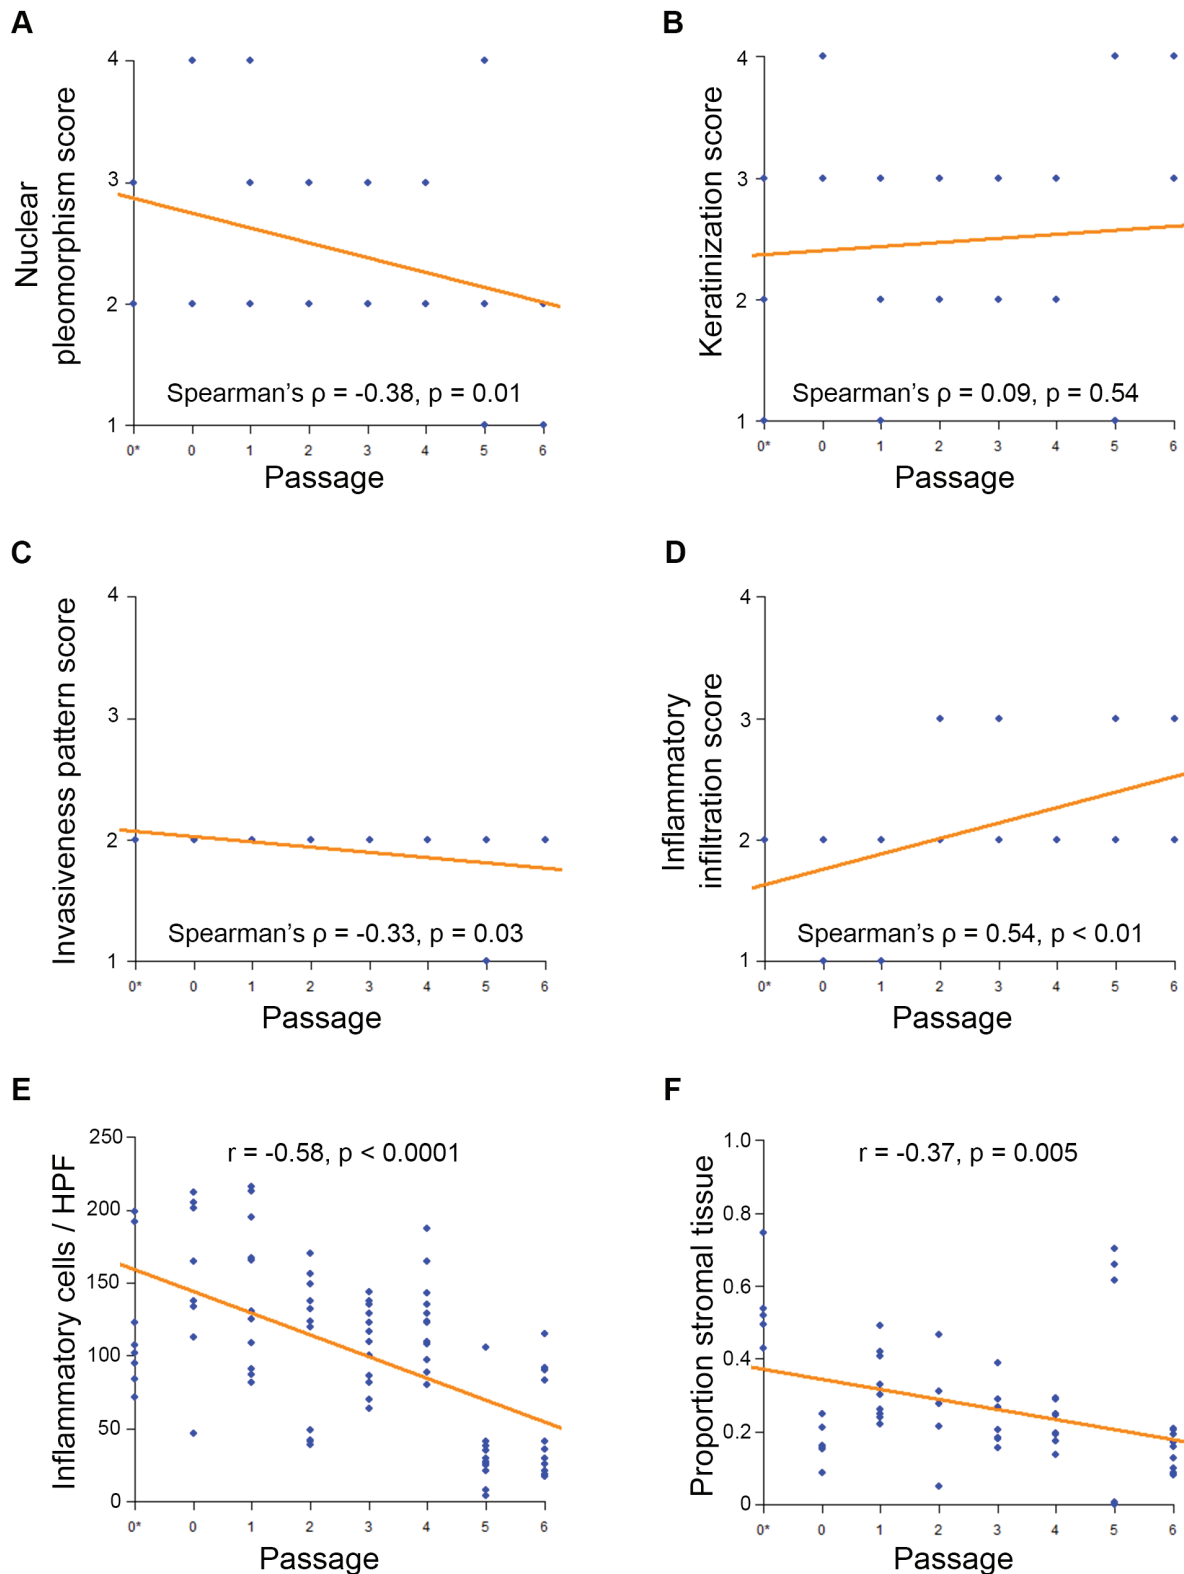 A
Nuclear
pleomorphism score
4
3
2
1
Spearman's ρ = -0.38, p = 0.01
0* 0 1 2 3 4 5 6
Passage
B
Keratinization score
4
3
2
1
Spearman's ρ = 0.09, p = 0.54
0* 0 1 2 3 4 5 6
Passage
C
Invasiveness pattern score
4
3
2
1
Spearman's ρ = -0.33, p = 0.03
0* 0 1 2 3 4 5 6
Passage
D
Inflammatory
infiltration score
4
3
2
1
Spearman's ρ = 0.54, p < 0.01
0* 0 1 2 3 4 5 6
Passage
E
Inflammatory cells / HPF
250
200
150
100
50
0
r = -0.58, p < 0.0001
0* 0 1 2 3 4 5 6
Passage
F
Proportion stromal tissue
1.0
0.8
0.6
0.4
0.2
0
r = -0.37, p = 0.005
0* 0 1 2 3 4 5 6
Passage